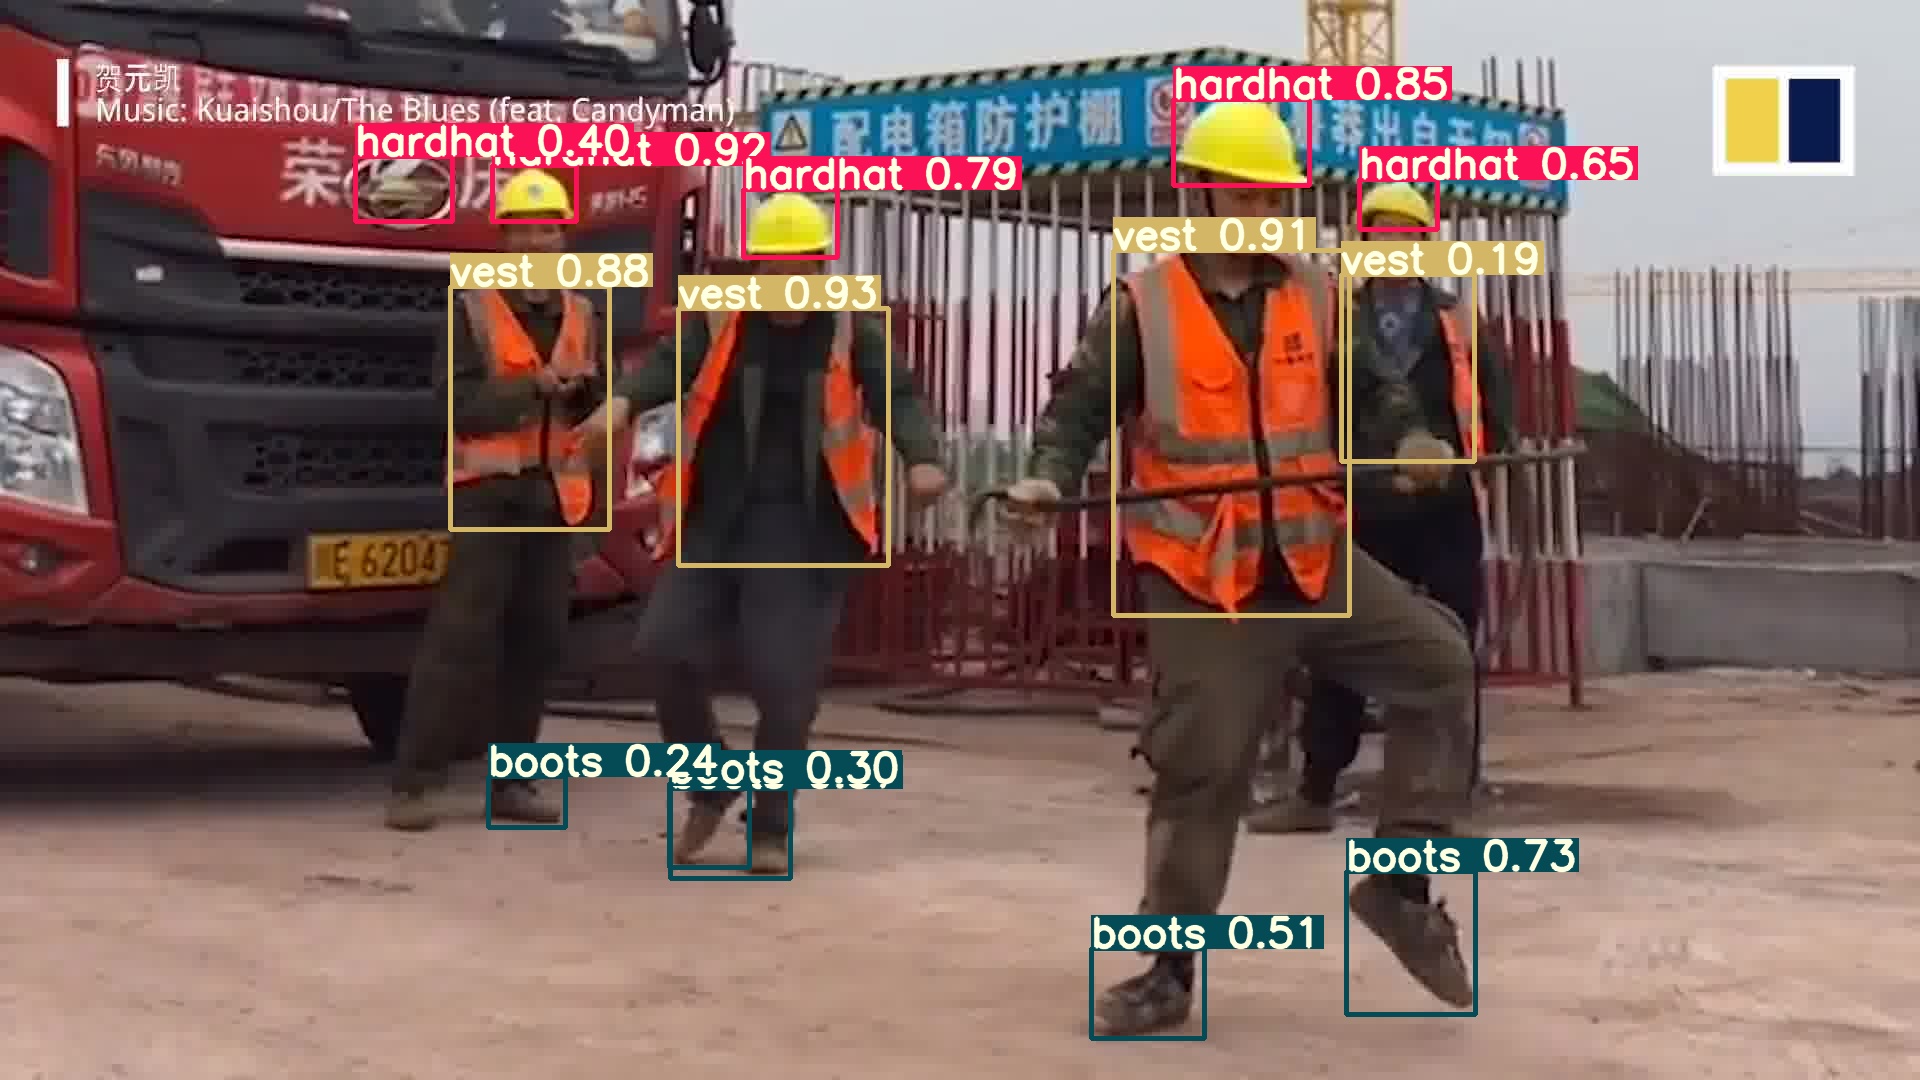 贺元凯
Music: Kuaishou/The Blues (feat. Candyman)
hardhat 0.85
hardhat 0.40
hardhat 0.92
hardhat 0.79
hardhat 0.65
配电箱防护棚
荣
vest 0.91
vest 0.19
vest 0.88
vest 0.93
E 6204
boots 0.24
boots 0.30
boots 0.73
boots 0.51